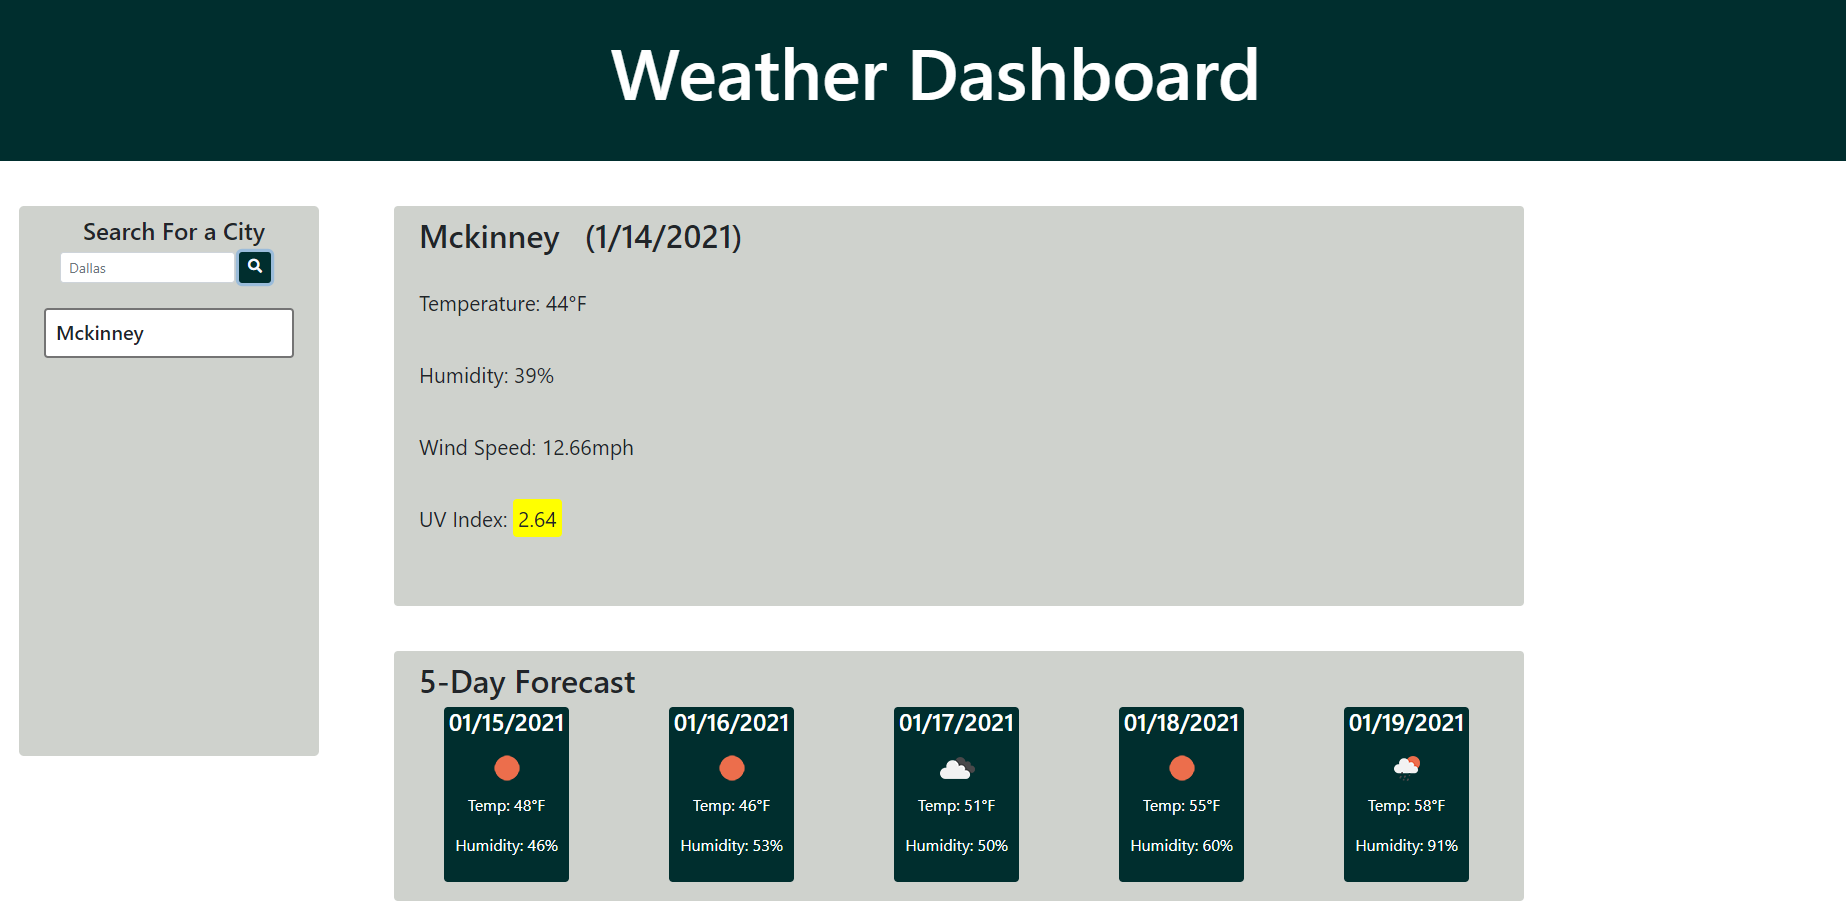 Weather Dashboard
Search For a City
Dallas
Mckinney
Mckinney (1/14/2021)
Temperature: 44°F
Humidity: 39%
Wind Speed: 12.66mph
UV Index: 2.64
5-Day Forecast
01/15/2021
Temp: 48°F
Humidity: 46%
01/16/2021
Temp: 46°F
Humidity: 53%
01/17/2021
Temp: 51°F
Humidity: 50%
01/18/2021
Temp: 55°F
Humidity: 60%
01/19/2021
Temp: 58°F
Humidity: 91%